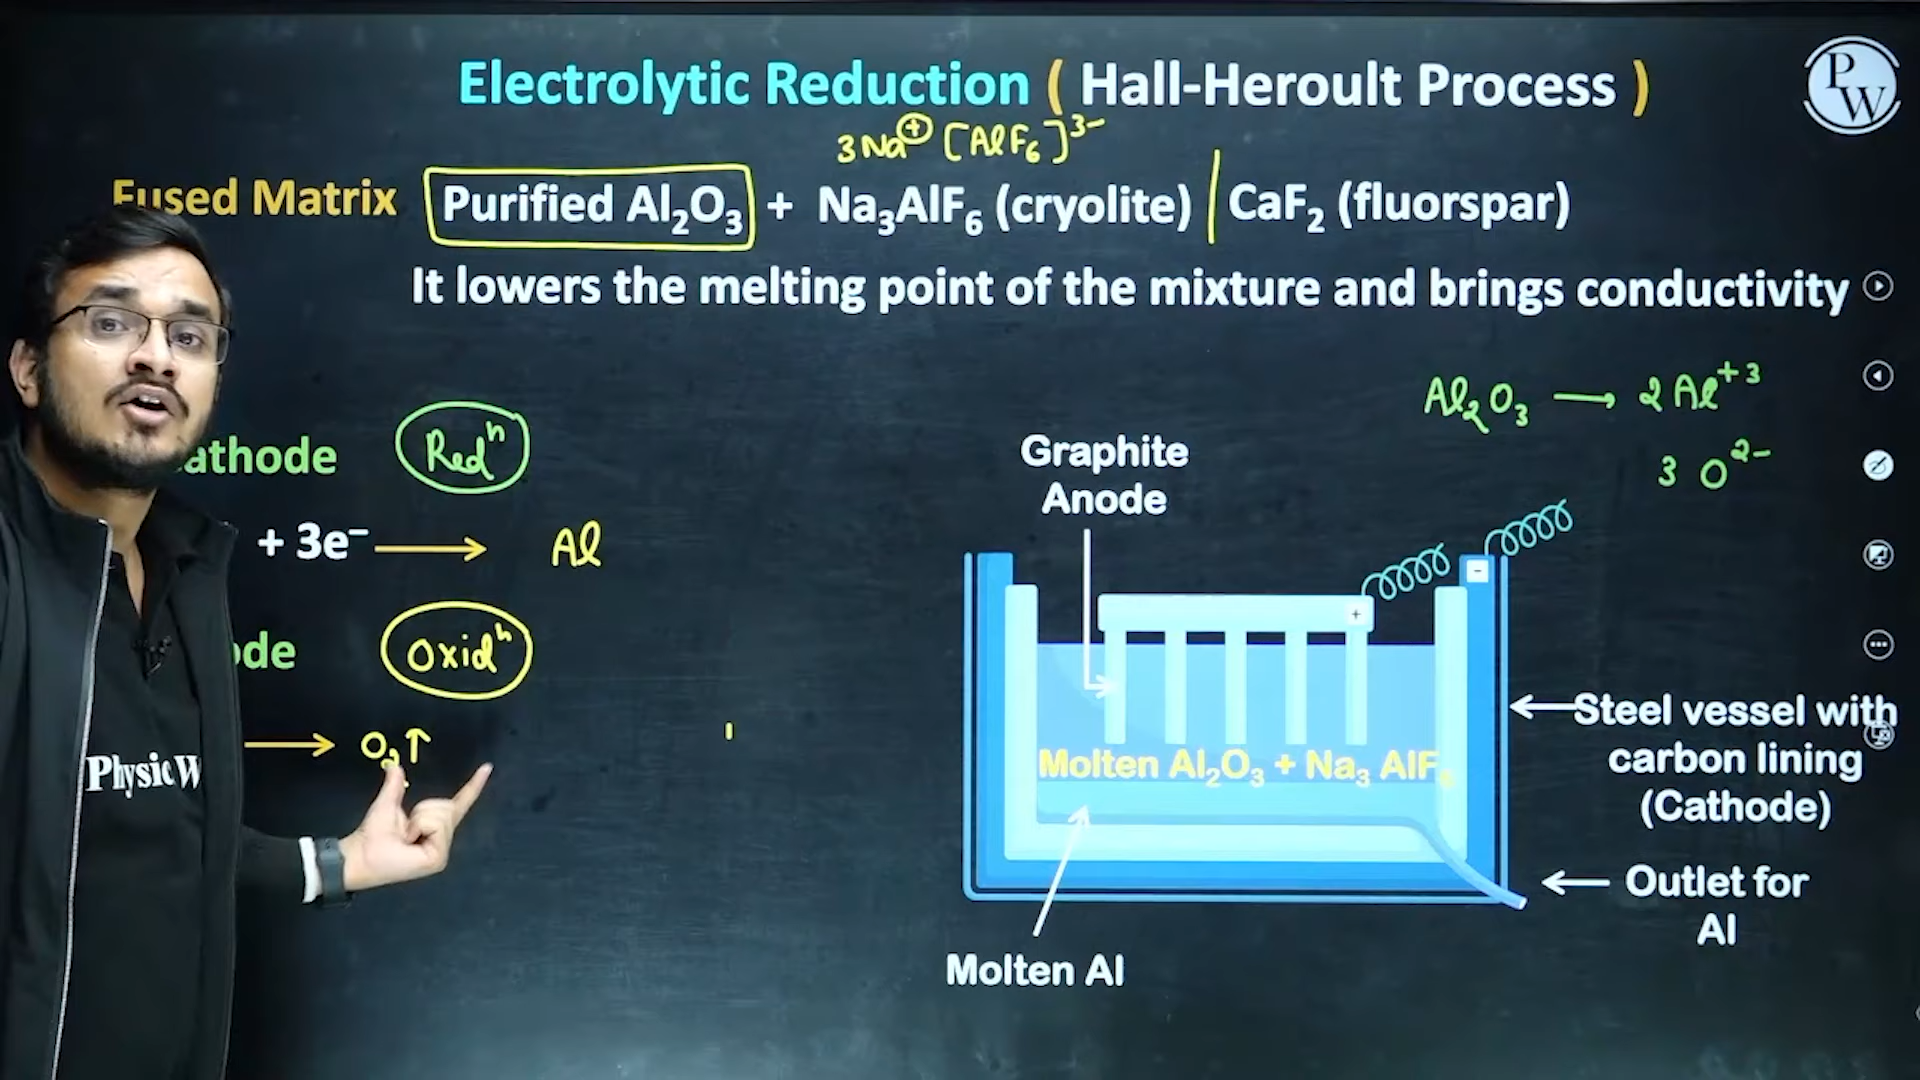 Electrolytic Reduction ( Hall-Heroult Process )
PW
3Na⊕ [AlF₆]³⁻
Fused Matrix Purified Al₂O₃ + Na₃AlF₆ (cryolite) | CaF₂ (fluorspar)
It lowers the melting point of the mixture and brings conductivity
Al₂O₃ → 2Al⁺³
3 O²⁻
athode Redⁿ
+ 3e⁻ → Al
ode Oxidⁿ
→ O₂↑
Physic W
Graphite
Anode
+
-
Molten Al₂O₃ + Na₃ AlF₆
Steel vessel with
carbon lining
(Cathode)
Outlet for
Al
Molten Al